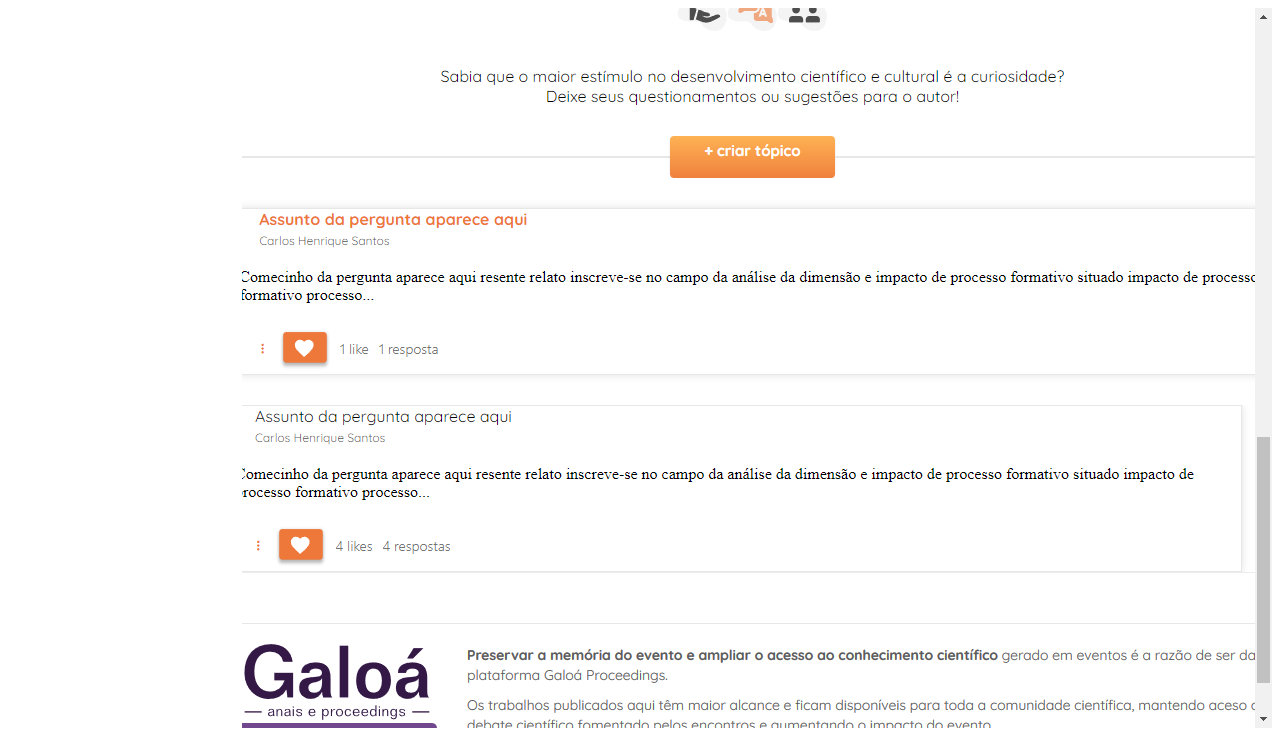 A
Sabia que o maior estímulo no desenvolvimento científico e cultural é a curiosidade?
Deixe seus questionamentos ou sugestões para o autor!
+ criar tópico
Assunto da pergunta aparece aqui
Carlos Henrique Santos
Comecinho da pergunta aparece aqui resente relato inscreve-se no campo da análise da dimensão e impacto de processo formativo situado impacto de processo
formativo processo...
1 like 1 resposta
Assunto da pergunta aparece aqui
Carlos Henrique Santos
Comecinho da pergunta aparece aqui resente relato inscreve-se no campo da análise da dimensão e impacto de processo formativo situado impacto de
processo formativo processo...
4 likes 4 respostas
Galoá
anais e proceedings
Preservar a memória do evento e ampliar o acesso ao conhecimento científico gerado em eventos é a razão de ser da
plataforma Galoá Proceedings.
Os trabalhos publicados aqui têm maior alcance e ficam disponíveis para toda a comunidade científica, mantendo aceso o
debate científico fomentado pelos encontros e aumentando o impacto do evento.